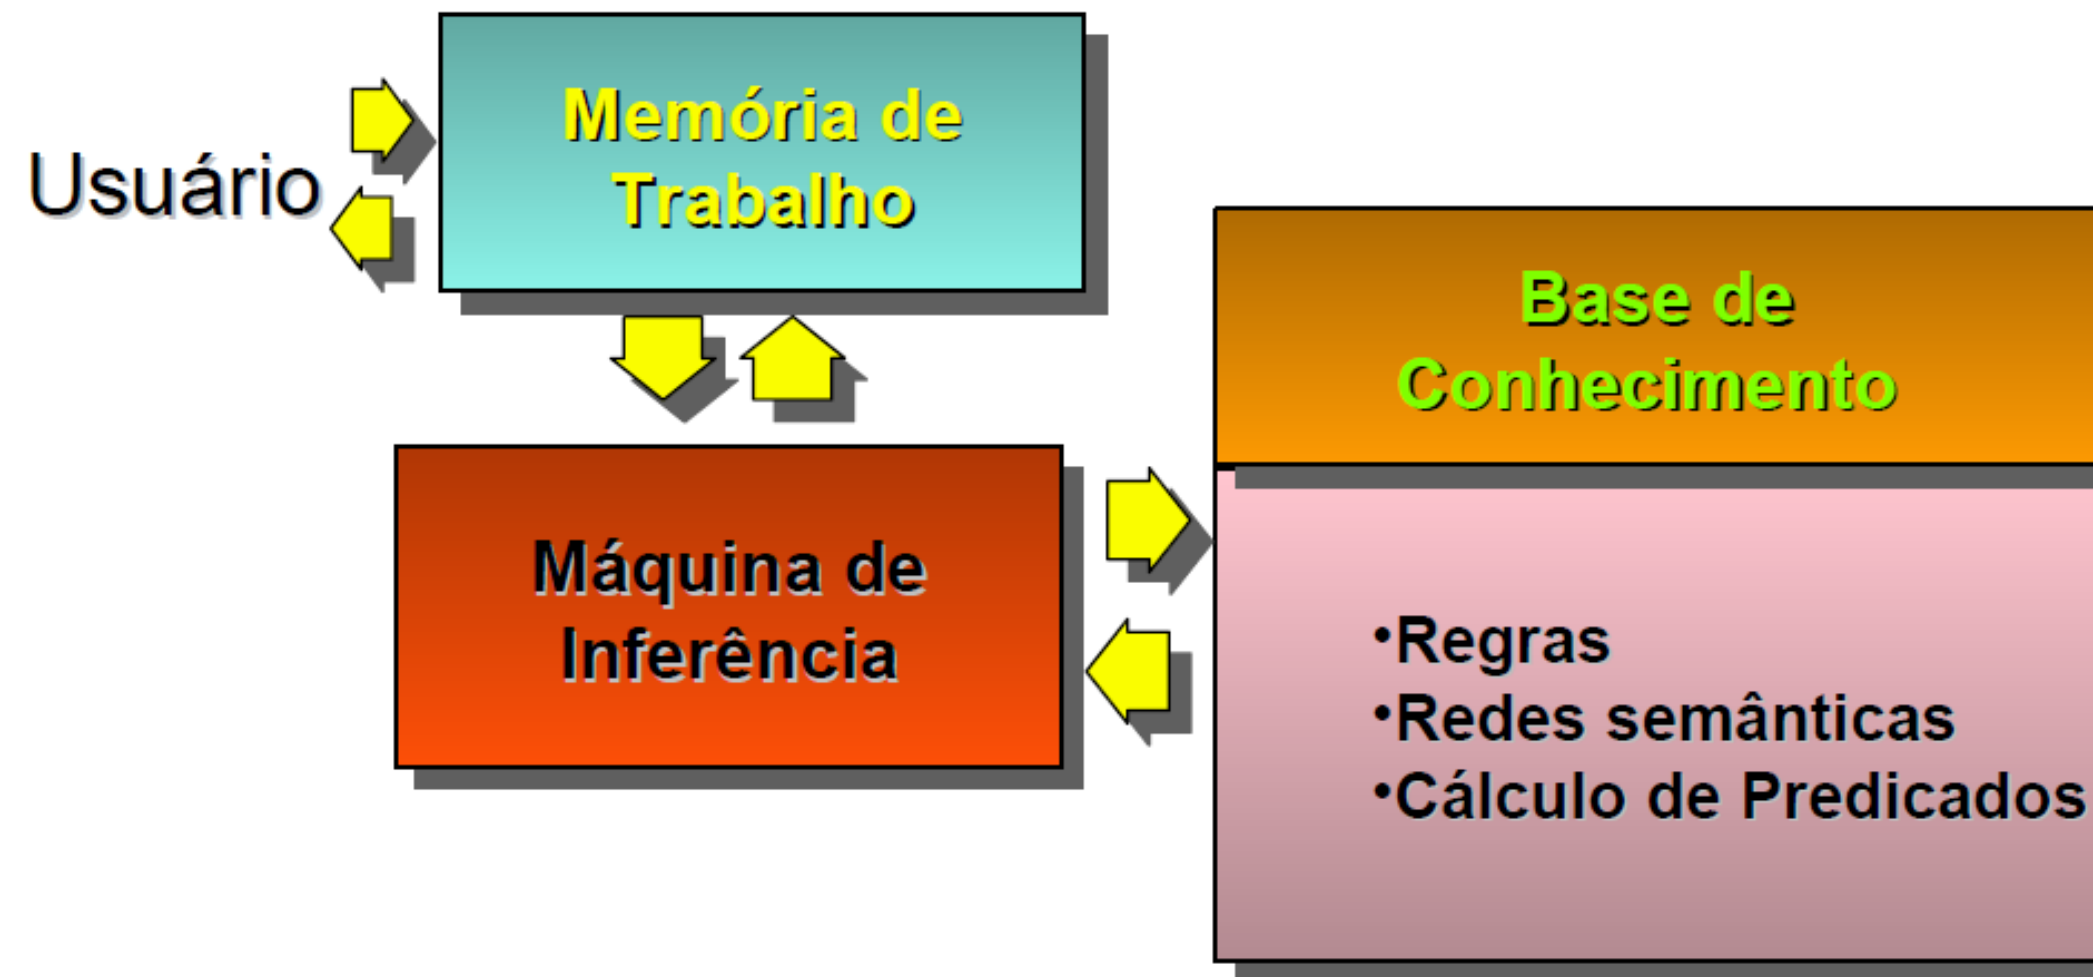 Usuário
Memória de
Trabalho
Máquina de
Inferência
Base de
Conhecimento
•Regras
•Redes semânticas
•Cálculo de Predicados